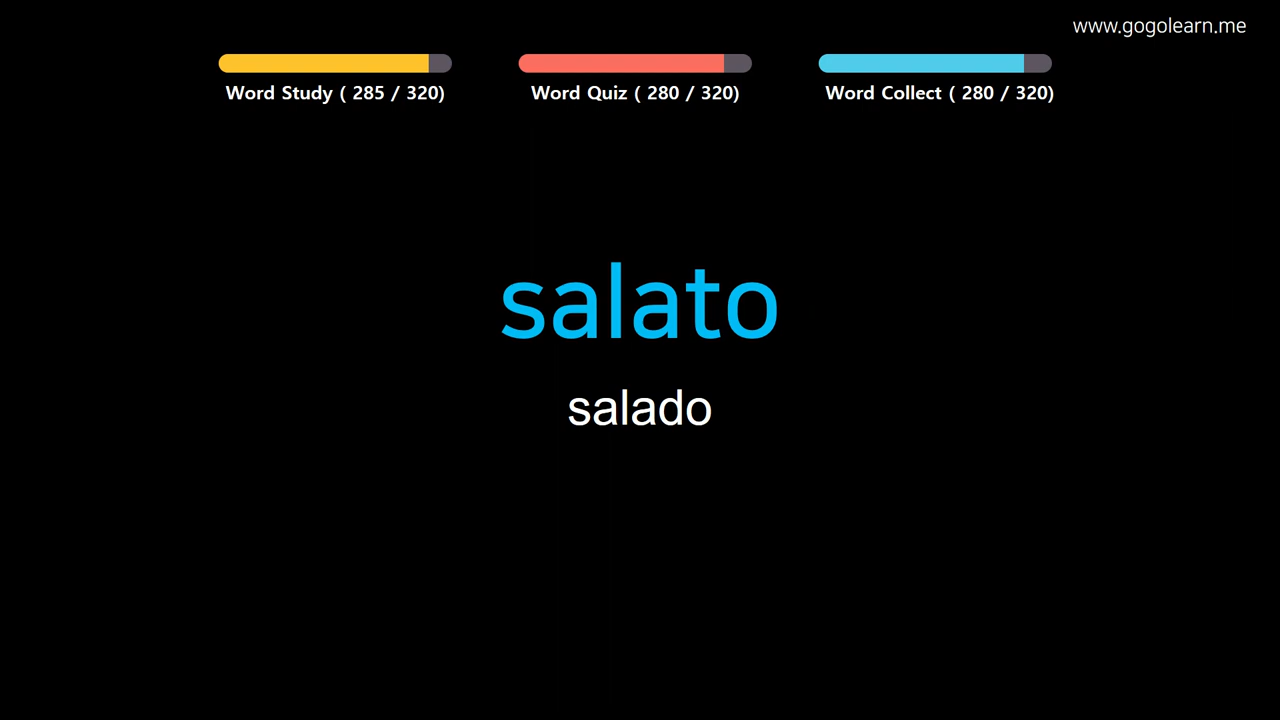 www.gogolearn.me
Word Study ( 285 / 320)
Word Quiz ( 280 / 320)
Word Collect ( 280 / 320)
salato
salado